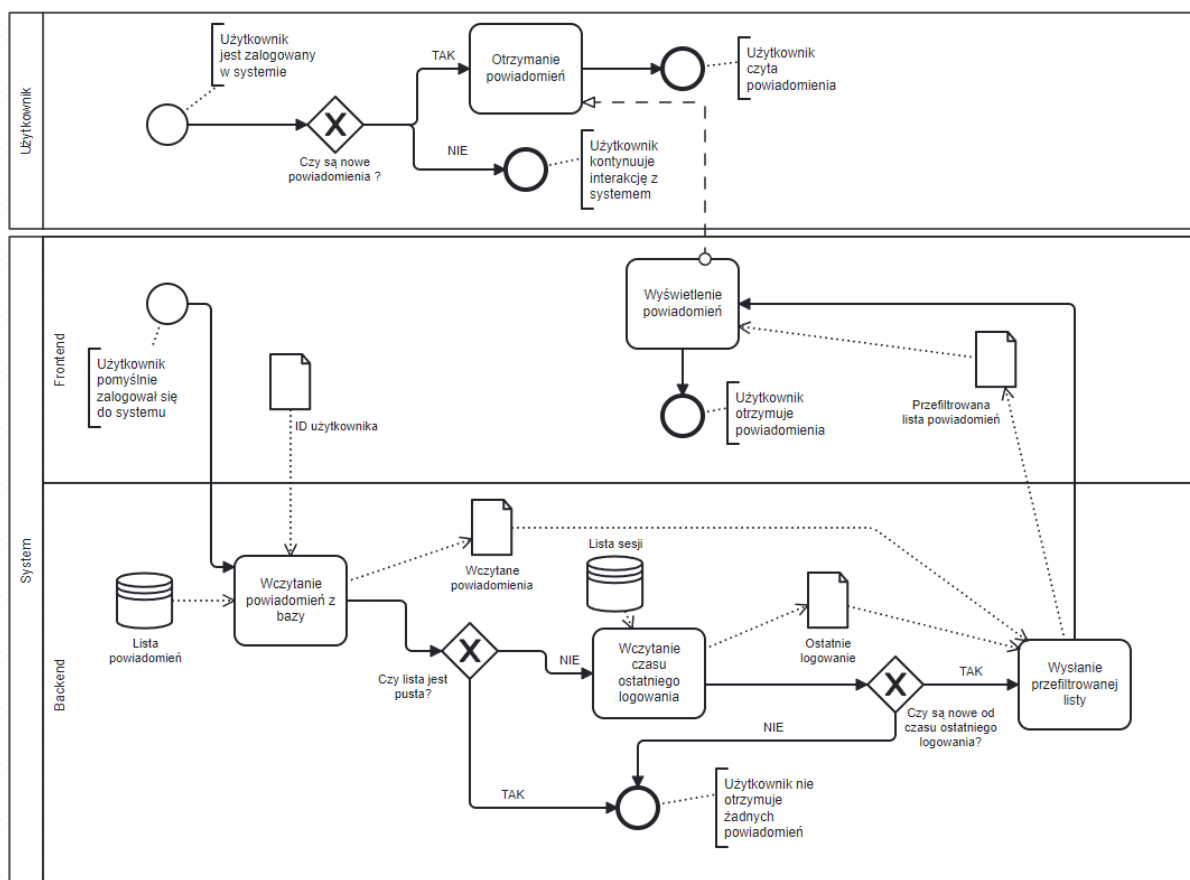 Użytkownik
Użytkownik
jest zalogowany
w systemie
Czy są nowe
powiadomienia ?
TAK
Otrzymanie
powiadomień
Użytkownik
czyta
powiadomienia
NIE
Użytkownik
kontynuuje
interakcję z
systemem
System
Frontend
Użytkownik
pomyślnie
zalogował się
do systemu
ID użytkownika
Wyświetlenie
powiadomień
Użytkownik
otrzymuje
powiadomienia
Przefiltrowana
lista powiadomień
Backend
Lista
powiadomień
Wczytanie
powiadomień z
bazy
Wczytane
powiadomienia
Czy lista jest
pusta?
NIE
TAK
Lista sesji
Wczytanie
czasu
ostatniego
logowania
Ostatnie
logowanie
Czy są nowe od
czasu ostatniego
logowania?
TAK
NIE
Wysłanie
przefiltrowanej
listy
Użytkownik nie
otrzymuje
żadnych
powiadomień